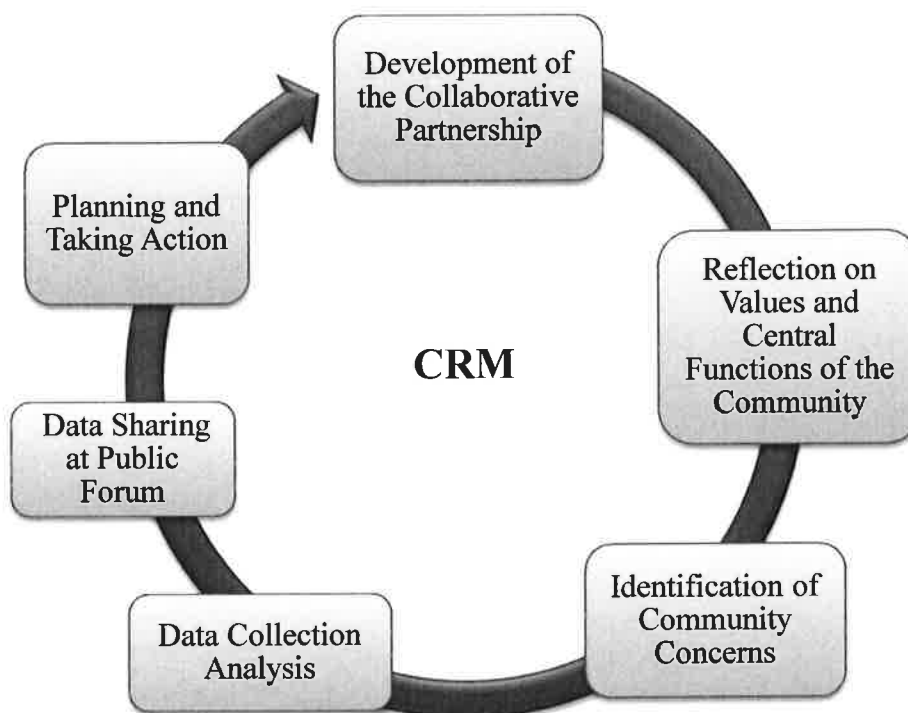 Development of
the Collaborative
Partnership
Reflection on
Values and
Central
Functions of the
Community
Identification of
Community
Concerns
Data Collection
Analysis
Data Sharing
at Public
Forum
Planning and
Taking Action
CRM